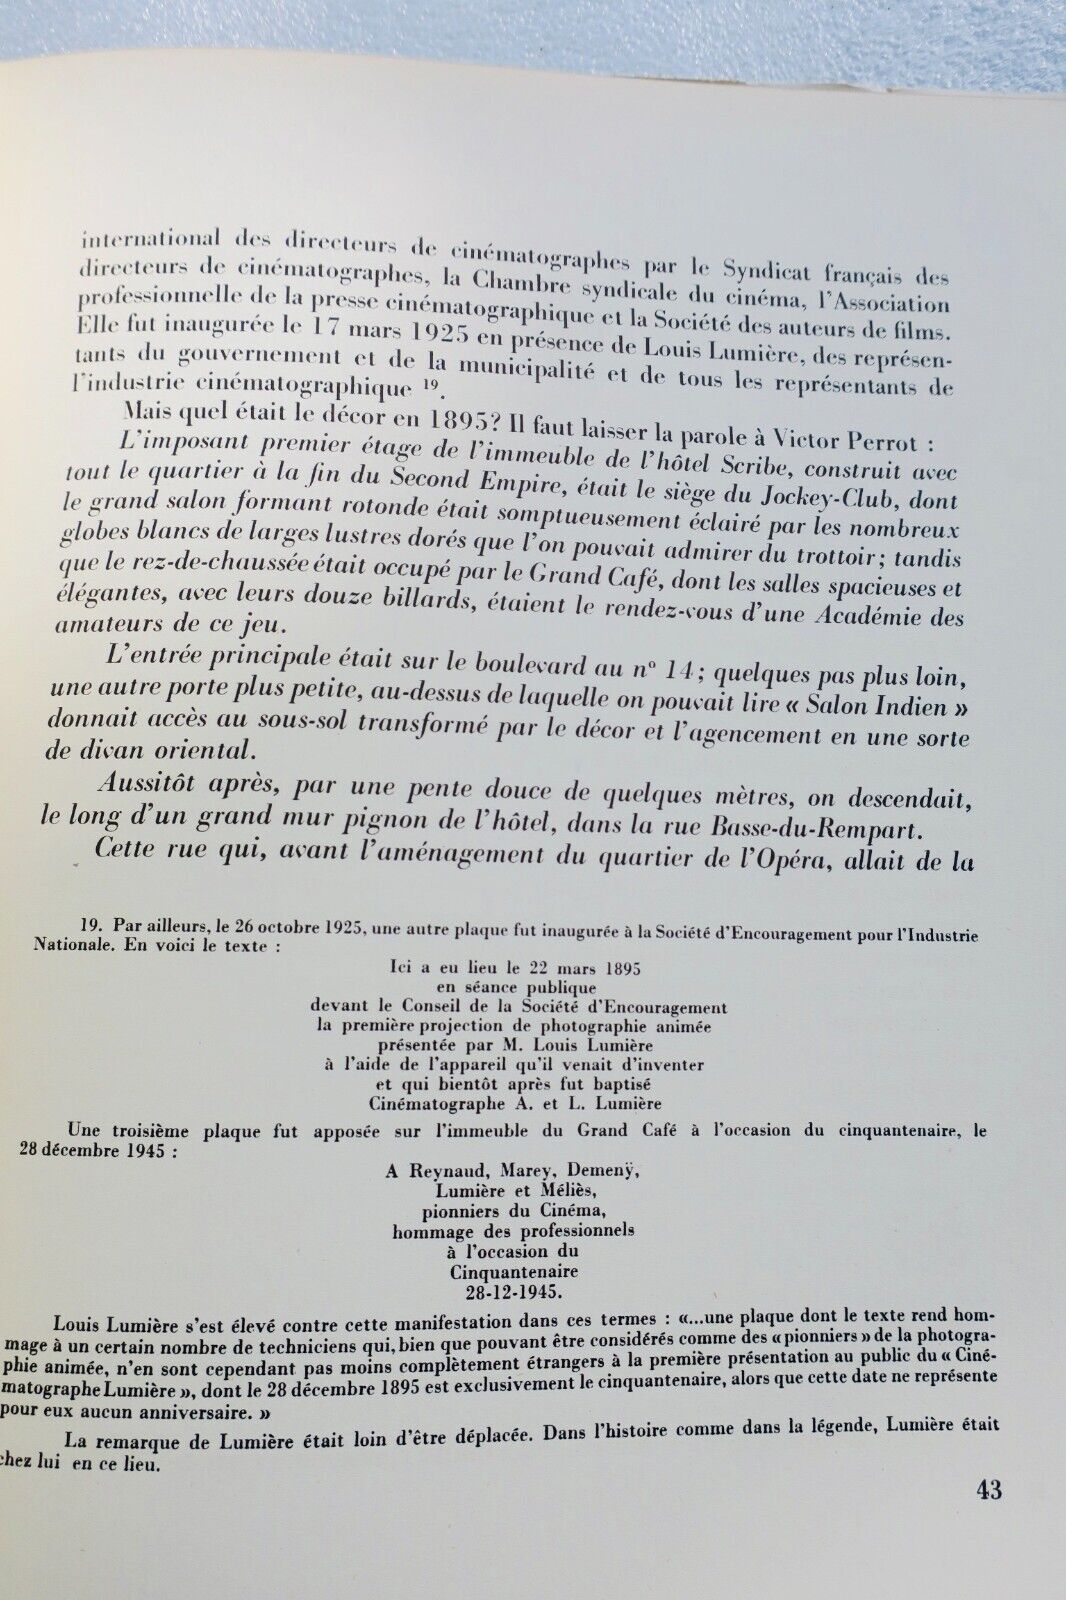 international des directeurs de cinématographes par le Syndicat français des
directeurs de cinématographes, la Chambre syndicale du cinéma, l'Association
professionnelle de la presse cinématographique et la Société des auteurs de films.
Elle fut inaugurée le 17 mars 1925 en présence de Louis Lumière, des représen-
tants du gouvernement et de la municipalité et de tous les représentants de
l'industrie cinématographique 19.
Mais quel était le décor en 1895? Il faut laisser la parole à Victor Perrot :
L'imposant premier étage de l'immeuble de l'hôtel Scribe, construit avec
tout le quartier à la fin du Second Empire, était le siège du Jockey-Club, dont
le grand salon formant rotonde était somptueusement éclairé par les nombreux
globes blancs de larges lustres dorés que l'on pouvait admirer du trottoir; tandis
que le rez-de-chaussée était occupé par le Grand Café, dont les salles spacieuses et
élégantes, avec leurs douze billards, étaient le rendez-vous d'une Académie des
amateurs de ce jeu.
L'entrée principale était sur le boulevard au n° 14; quelques pas plus loin,
une autre porte plus petite, au-dessus de laquelle on pouvait lire « Salon Indien »
donnait accès au sous-sol transformé par le décor et l'agencement en une sorte
de divan oriental.
Aussitôt après, par une pente douce de quelques mètres, on descendait,
le long d'un grand mur pignon de l'hôtel, dans la rue Basse-du-Rempart.
Cette rue qui, avant l'aménagement du quartier de l'Opéra, allait de la
19. Par ailleurs, le 26 octobre 1925, une autre plaque fut inaugurée à la Société d'Encouragement pour l'Industrie
Nationale. En voici le texte :
Ici a eu lieu le 22 mars 1895
en séance publique
devant le Conseil de la Société d'Encouragement
la première projection de photographie animée
présentée par M. Louis Lumière
à l'aide de l'appareil qu'il venait d'inventer
et qui bientôt après fut baptisé
Cinématographe A. et L. Lumière
Une troisième plaque fut apposée sur l'immeuble du Grand Café à l'occasion du cinquantenaire, le
28 décembre 1945 :
A Reynaud, Marey, Demenÿ,
Lumière et Méliès,
pionniers du Cinéma,
hommage des professionnels
à l'occasion du
Cinquantenaire
28-12-1945.
Louis Lumière s'est élevé contre cette manifestation dans ces termes : «...une plaque dont le texte rend hom-
mage à un certain nombre de techniciens qui, bien que pouvant être considérés comme des « pionniers » de la photogra-
phie animée, n'en sont cependant pas moins complètement étrangers à la première présentation au public du « Ciné-
matographe Lumière », dont le 28 décembre 1895 est exclusivement le cinquantenaire, alors que cette date ne représente
pour eux aucun anniversaire. »
La remarque de Lumière était loin d'être déplacée. Dans l'histoire comme dans la légende, Lumière était
chez lui en ce lieu.
43